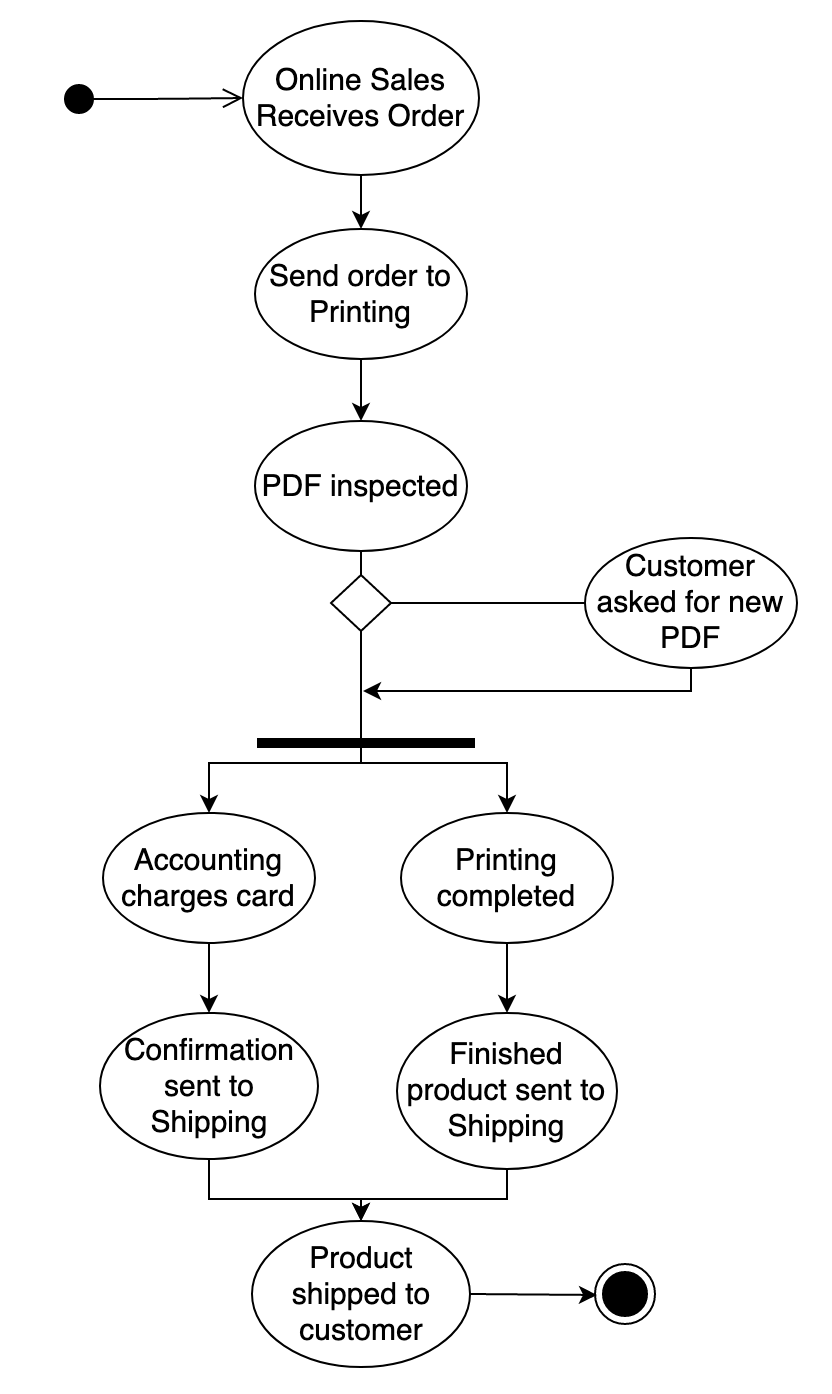 Online Sales
Receives Order
Send order to
Printing
PDF inspected
Customer
asked for new
PDF
Accounting
charges card
Printing
completed
Confirmation
sent to
Shipping
Finished
product sent to
Shipping
Product
shipped to
customer